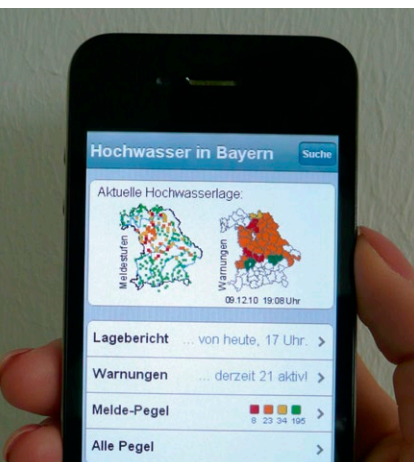 Hochwasser in Bayern Suche
Aktuelle Hochwasserlage:
Meldestufen
Warnungen
09.12.10 19:08 Uhr
Lagebericht ... von heute, 17 Uhr.
Warnungen ... derzeit 21 aktiv!
Melde-Pegel
8 23 34 195
Alle Pegel